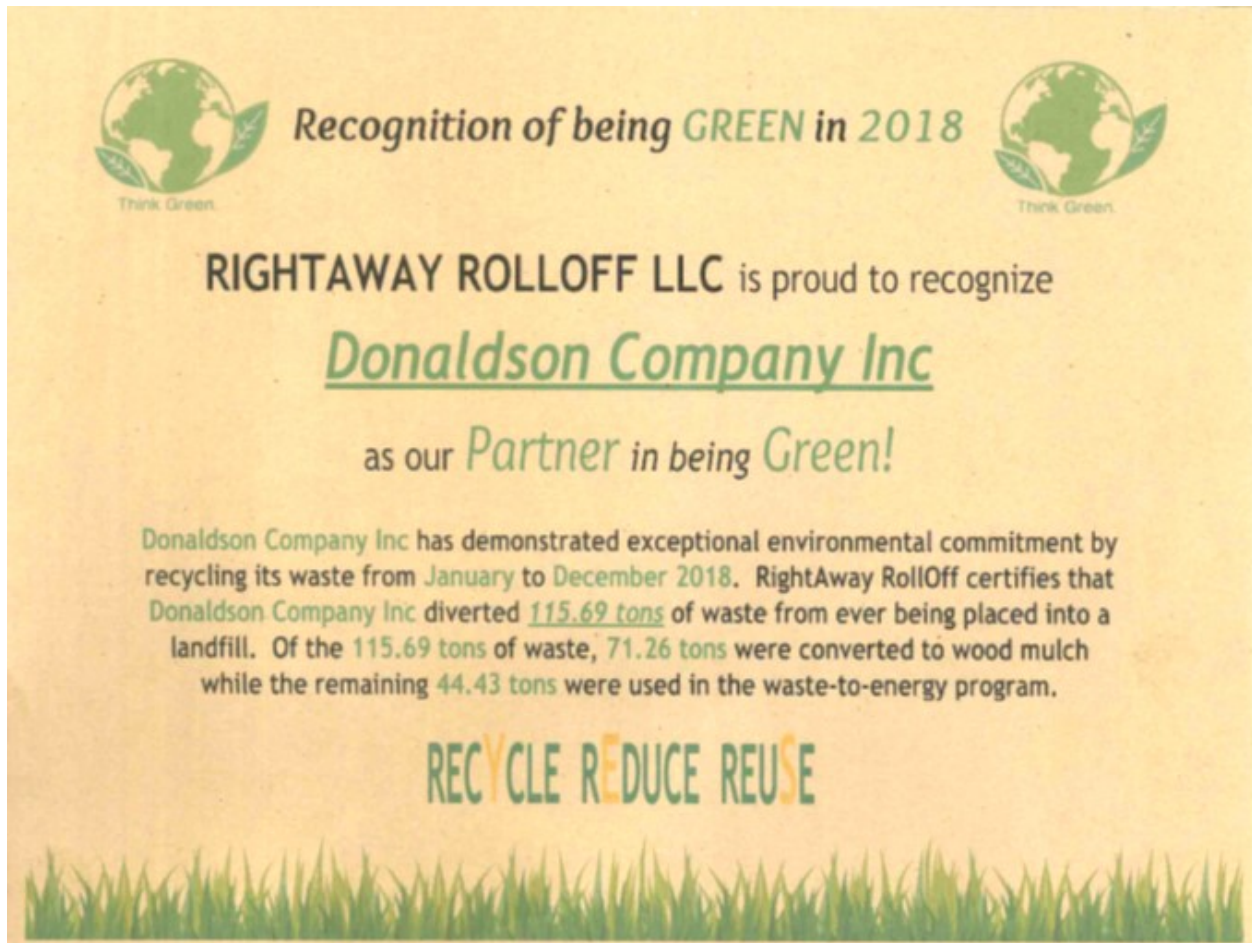 Recognition of being GREEN in 2018
Think Green.
Think Green.
RIGHTAWAY ROLLOFF LLC is proud to recognize
Donaldson Company Inc
as our Partner in being Green!
Donaldson Company Inc has demonstrated exceptional environmental commitment by
recycling its waste from January to December 2018. RightAway RollOff certifies that
Donaldson Company Inc diverted 115.69 tons of waste from ever being placed into a
landfill. Of the 115.69 tons of waste, 71.26 tons were converted to wood mulch
while the remaining 44.43 tons were used in the waste-to-energy program.
RECYCLE REDUCE REUSE